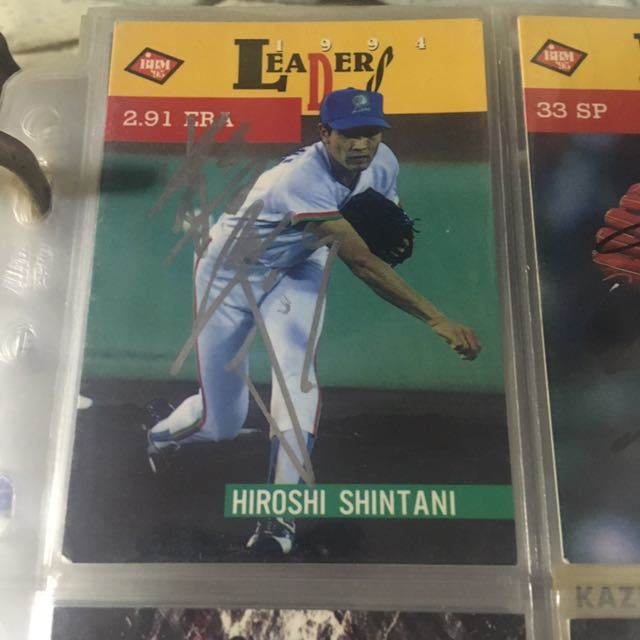 BBM '95
1994
LEADERS
2.91 ERA
HIROSHI SHINTANI
BBM '95
L
33 SP
KAZ